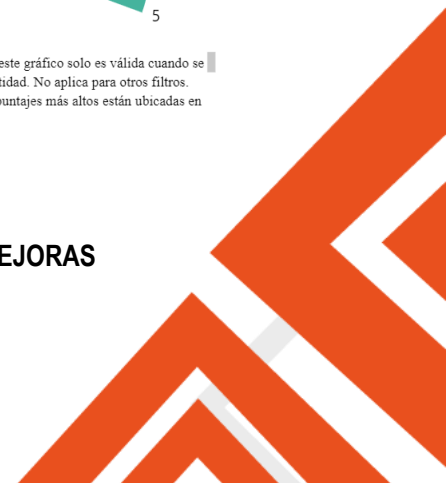 5
este gráfico solo es válida cuando se
tidad. No aplica para otros filtros.
puntajes más altos están ubicadas en
EJORAS